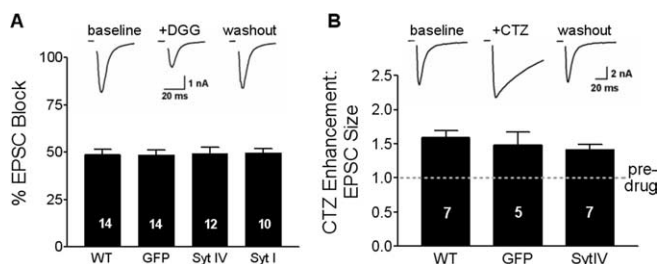 A
baseline +DGG washout
1 nA
20 ms
% EPSC Block
100
75
50
25
0
14 14 12 10
WT GFP Syt IV Syt I
B
baseline +CTZ washout
2 nA
20 ms
CTZ Enhancement:
EPSC Size
2.5
2.0
1.5
1.0
0.5
0.0
pre-
drug
7 5 7
WT GFP SytIV